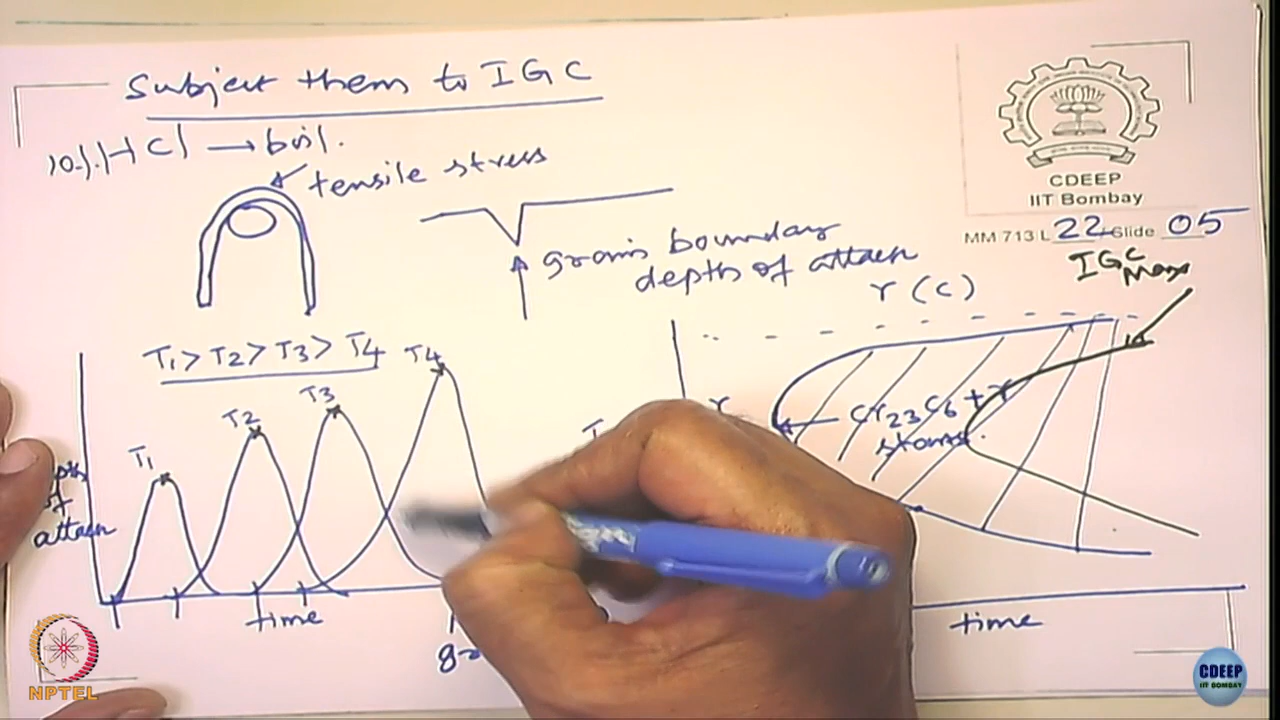 Subject them to IGC
10% HCl → boil.
tensile stress
grain boundary
depth of attack
CDEEP
IIT Bombay
MM 713 L 22 Slide 05
IGC
Max
γ (C)
T1 > T2 > T3 > T4
T1
T2
T3
T4
of
attack
time
Cr23C6 + γ
time
NPTEL
CDEEP
IIT BOMBAY